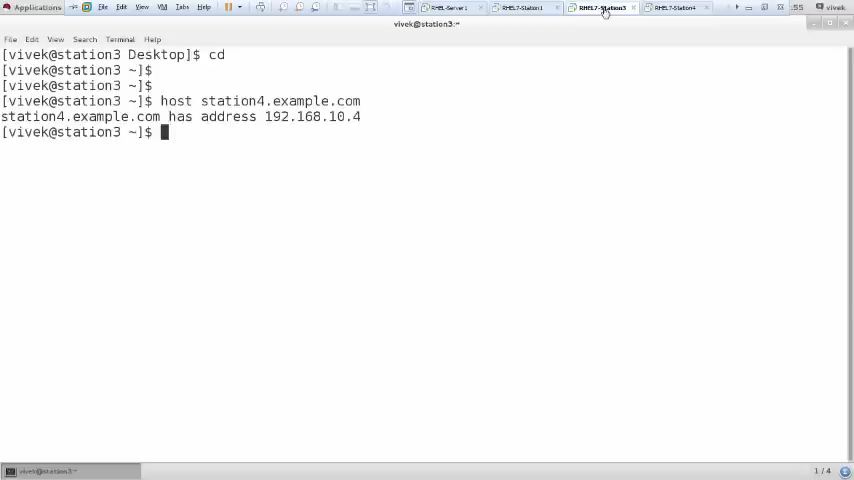 Applications File Edit View VM Tabs Help RHEL-Server1 RHEL7-Station1 RHEL7-Station3 RHEL7-Station4 :55 vivek
vivek@station3:~
File Edit View Search Terminal Help
[vivek@station3 Desktop]$ cd
[vivek@station3 ~]$
[vivek@station3 ~]$
[vivek@station3 ~]$ host station4.example.com
station4.example.com has address 192.168.10.4
[vivek@station3 ~]$
vivek@station3:~ 1 / 4